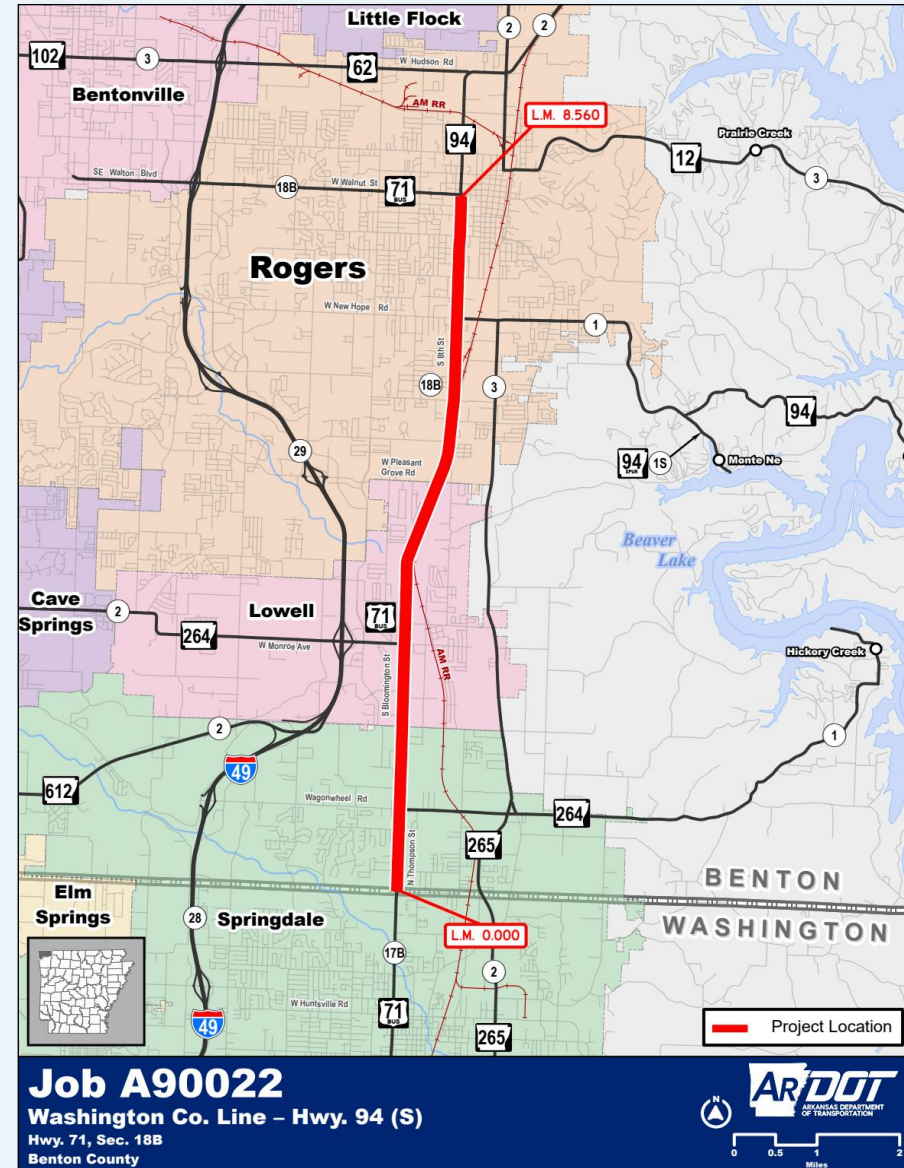 Little Flock
2
2
102
3
62
W Hudson Rd
Bentonville
AM RR
L.M. 8.560
94
Prairie Creek
12
SE Walton Blvd
18B
W Walnut St
71
BUS
3
Rogers
W New Hope Rd
1
S 8th St
18B
3
94
29
W Pleasant
Grove Rd
94
SPUR
1S
Monte Ne
Beaver
Lake
Cave
Springs
2
Lowell
264
W Monroe Ave
71
BUS
S Bloomington St
AM RR
Hickory Creek
2
1
49
612
Wagonwheel Rd
264
N Thompson St
265
BENTON
Elm
Springs
28
Springdale
WASHINGTON
L.M. 0.000
17B
2
W Huntsville Rd
71
BUS
49
265
Project Location
Job A90022
Washington Co. Line – Hwy. 94 (S)
Hwy. 71, Sec. 18B
Benton County
N
ARDOT
ARKANSAS DEPARTMENT
OF TRANSPORTATION
0 0.5 1 2
Miles